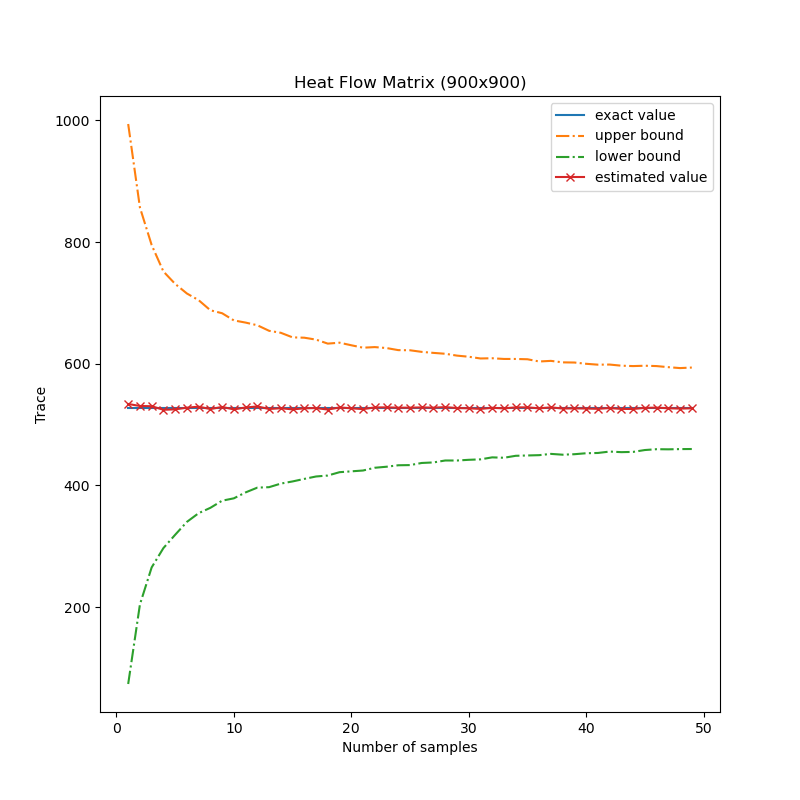 Heat Flow Matrix (900x900)
exact value
upper bound
lower bound
estimated value
Trace
1000
800
600
400
200
0 10 20 30 40 50
Number of samples